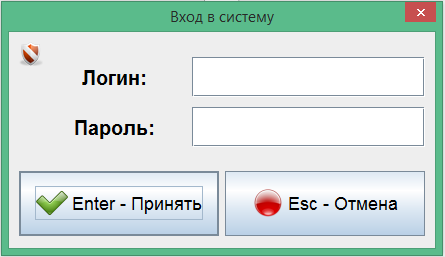 Вход в систему
Логин:
Пароль:
Enter - Принять
Esc - Отмена